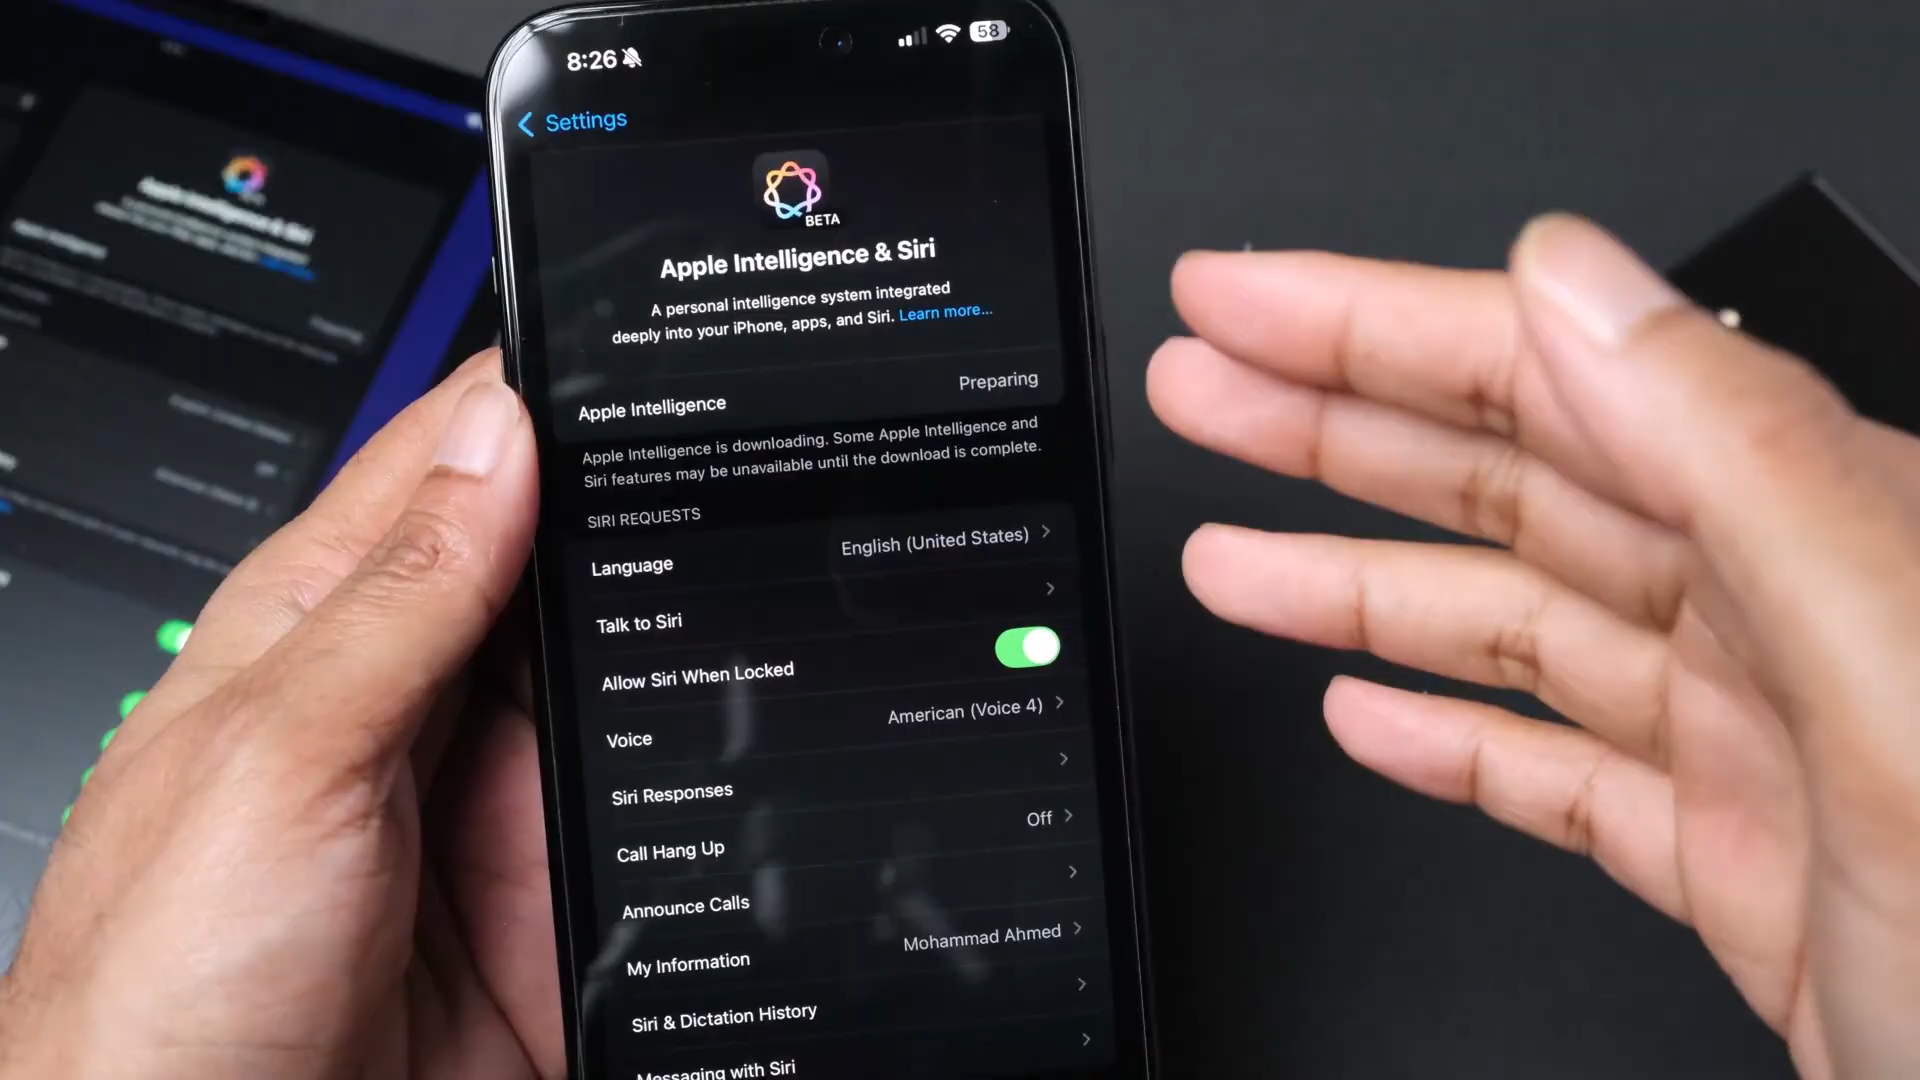 8:26
58
Settings
BETA
Apple Intelligence & Siri
A personal intelligence system integrated
deeply into your iPhone, apps, and Siri. Learn more...
Apple Intelligence Preparing
Apple Intelligence is downloading. Some Apple Intelligence and
Siri features may be unavailable until the download is complete.
SIRI REQUESTS
Language English (United States)
Talk to Siri
Allow Siri When Locked
Voice American (Voice 4)
Siri Responses
Call Hang Up Off
Announce Calls
My Information Mohammad Ahmed
Siri & Dictation History
Messaging with Siri
Apple Intelligence & Siri